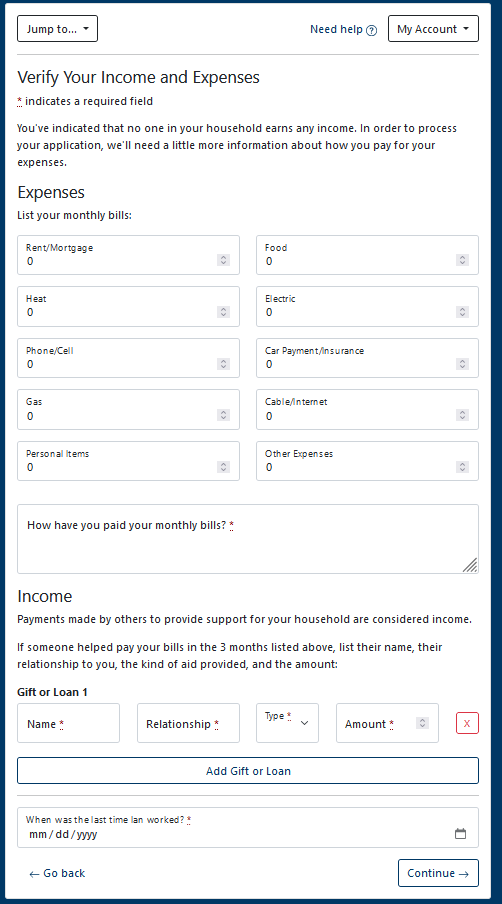 Jump to...
Need help
My Account
Verify Your Income and Expenses
* indicates a required field
You've indicated that no one in your household earns any income. In order to process
your application, we'll need a little more information about how you pay for your
expenses.
Expenses
List your monthly bills:
Rent/Mortgage
0
Food
0
Heat
0
Electric
0
Phone/Cell
0
Car Payment/Insurance
0
Gas
0
Cable/Internet
0
Personal Items
0
Other Expenses
0
How have you paid your monthly bills? *
Income
Payments made by others to provide support for your household are considered income.
If someone helped pay your bills in the 3 months listed above, list their name, their
relationship to you, the kind of aid provided, and the amount:
Gift or Loan 1
Name *
Relationship *
Type *
Amount *
X
Add Gift or Loan
When was the last time Ian worked? *
mm/dd/yyyy
← Go back
Continue →